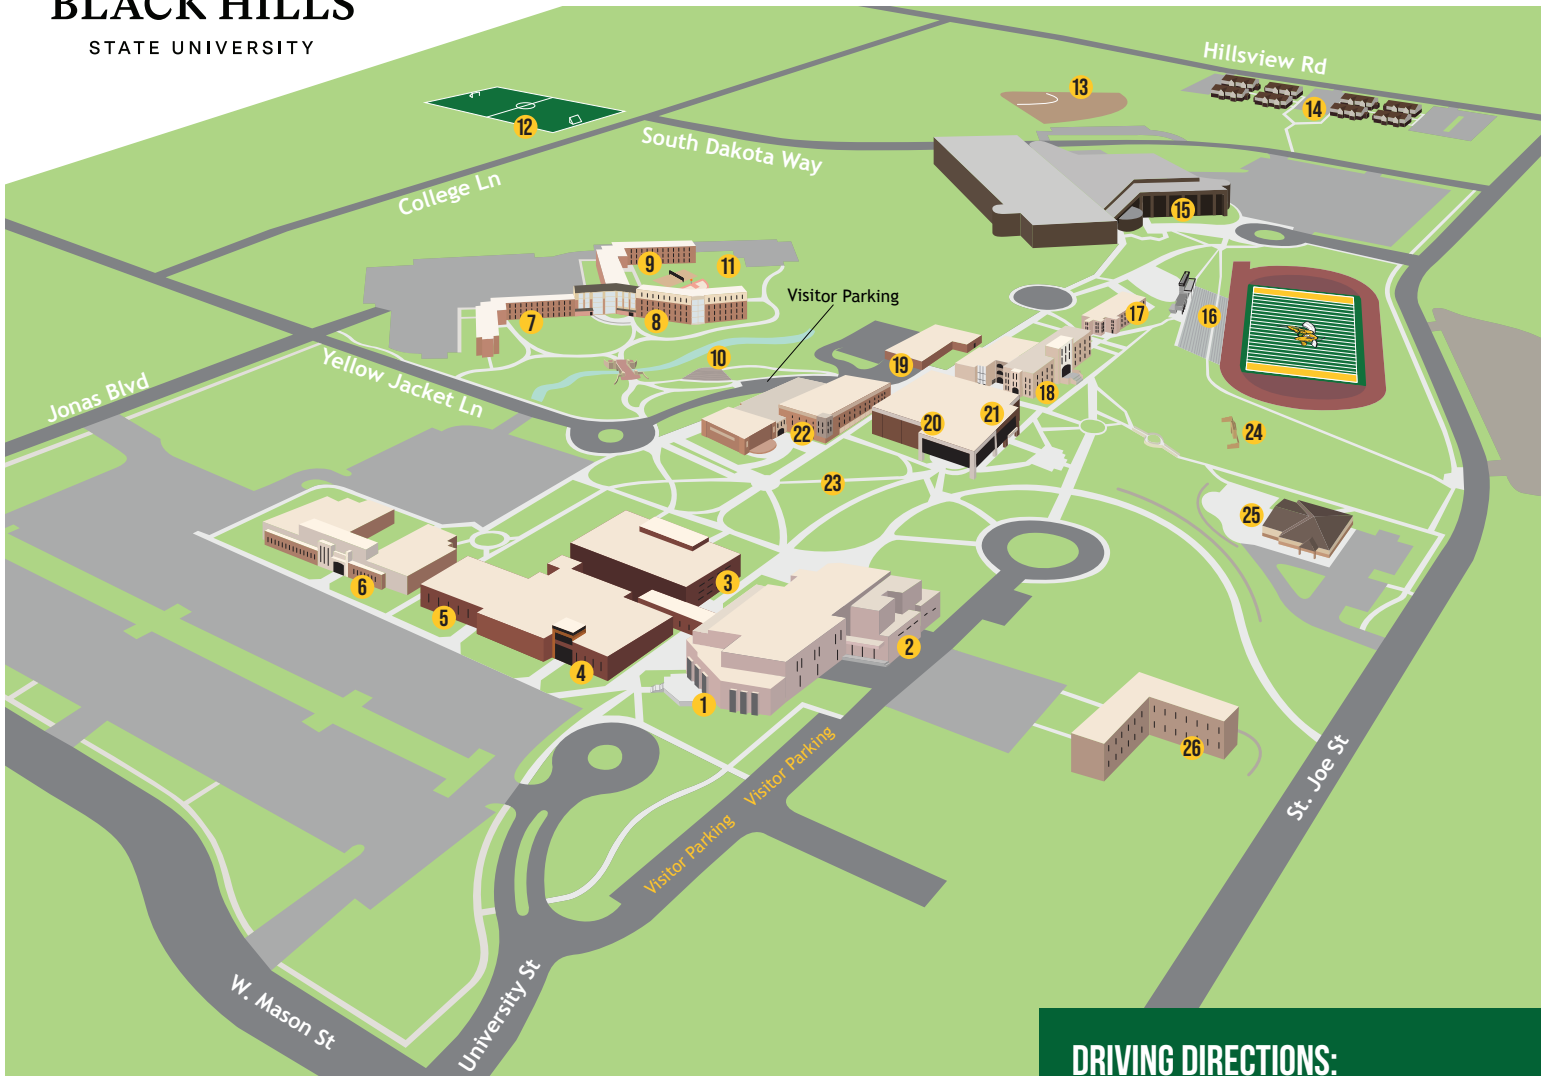 BLACK HILLS
STATE UNIVERSITY
Hillsview Rd
13
14
12
South Dakota Way
College Ln
15
9
11
Visitor Parking
7
8
17
16
10
Yellow Jacket Ln
Jonas Blvd
19
18
21
20
22
24
23
25
3
6
5
2
4
1
26
Visitor Parking
St. Joe St
Visitor Parking
W. Mason St
University St
DRIVING DIRECTIONS: